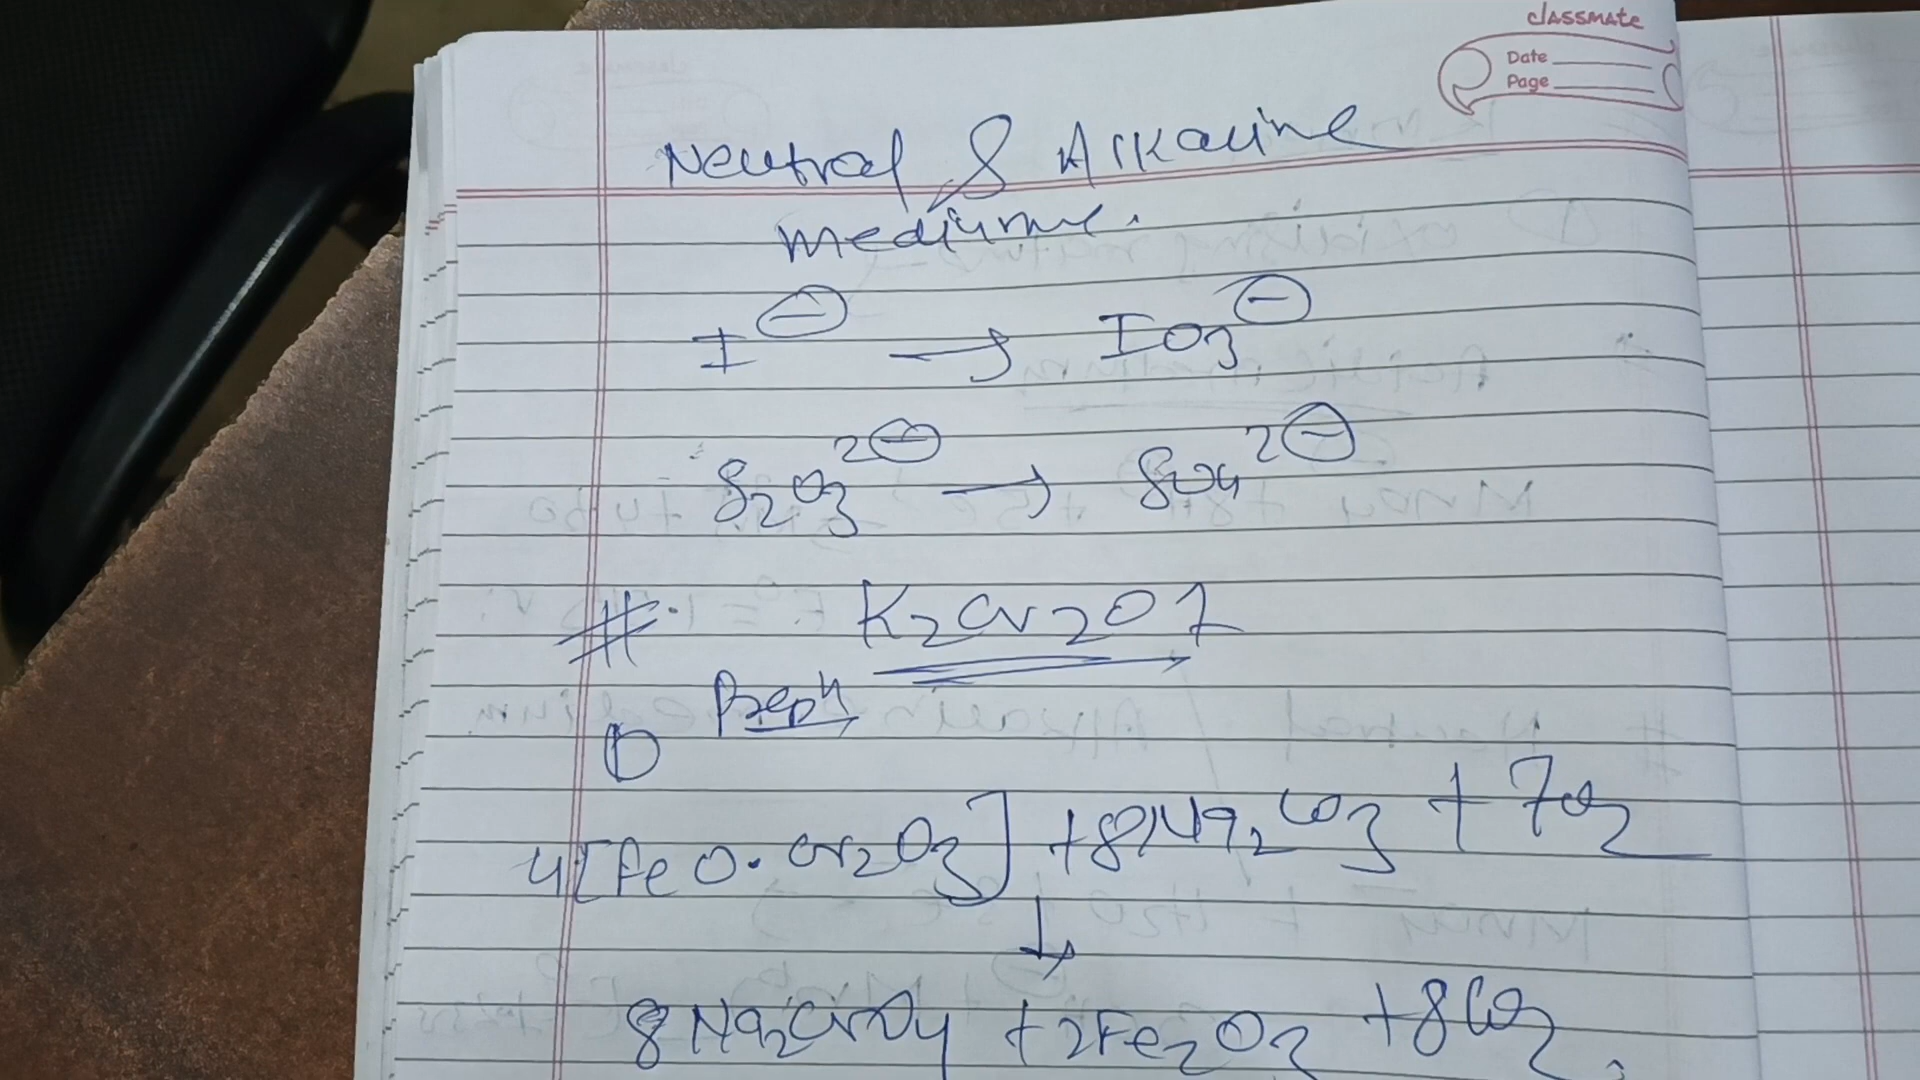 classmate
Date
Page
Neutral & Alkaline
medium.
I⊖ → IO3⊖
S2O3 2⊖ → SO4 2⊖
#. K2Cr2O7
Prepn
①
4[FeO.Cr2O3] + 8Na2CO3 + 7O2
↓
8Na2CrO4 + 2Fe2O3 + 8CO2